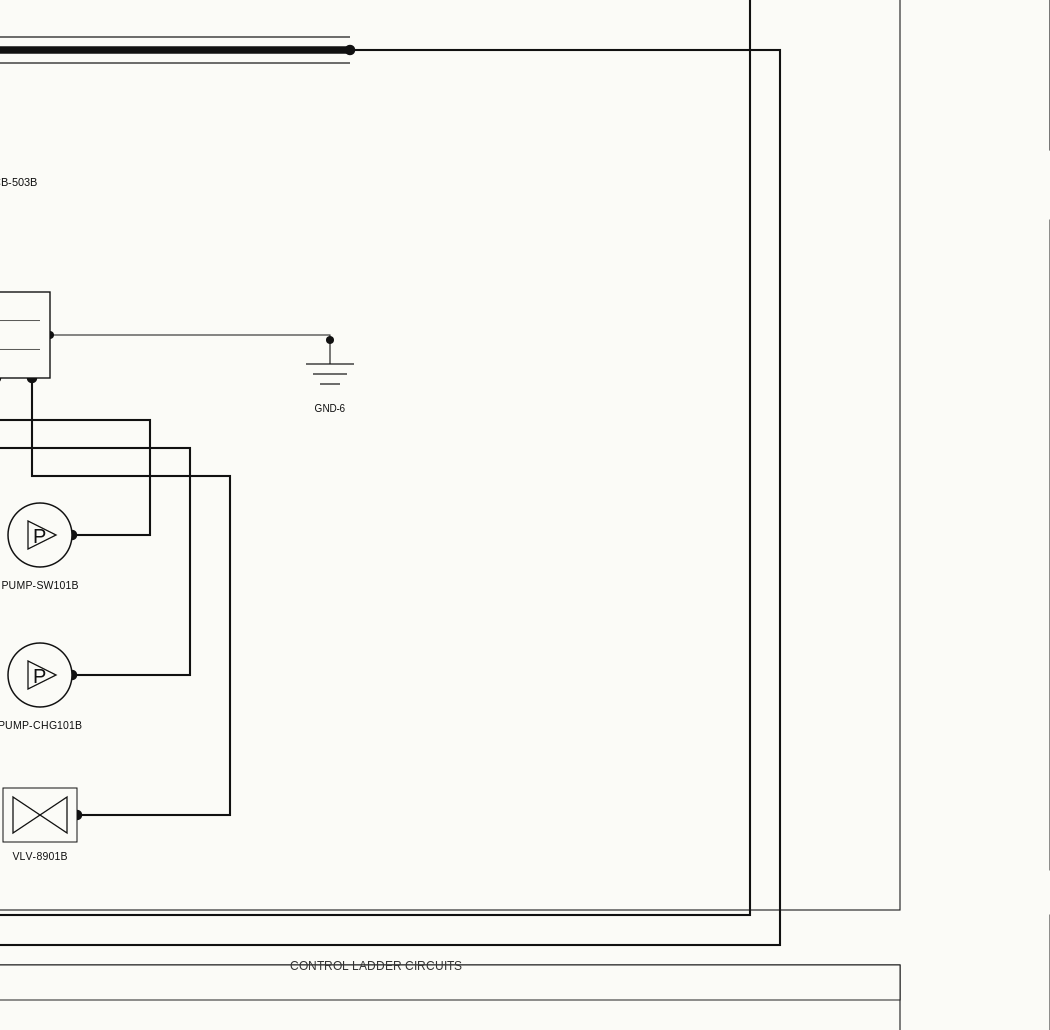 B-503B
GND-6
P
PUMP-SW101B
P
PUMP-CHG101B
VLV-8901B
CONTROL LADDER CIRCUITS